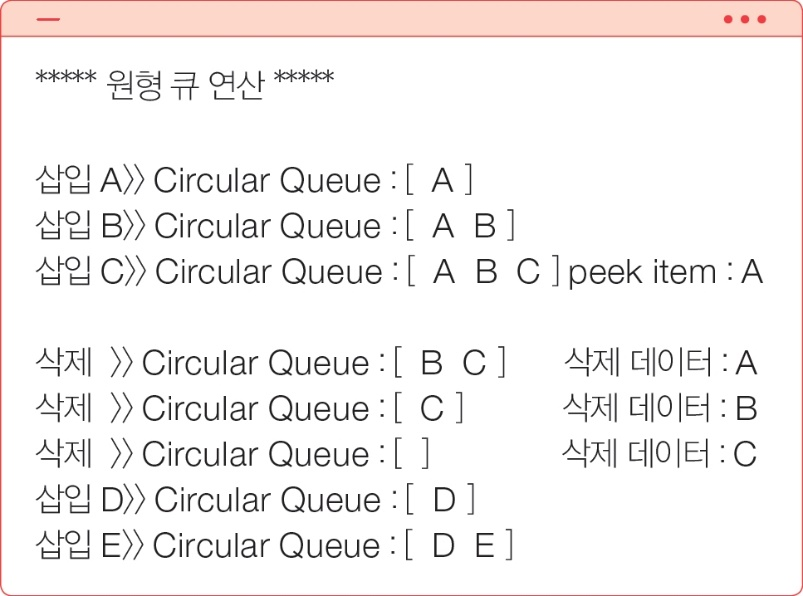 ***** 원형 큐 연산 *****
삽입 A》 Circular Queue : [ A ]
삽입 B》 Circular Queue : [ A B ]
삽입 C》 Circular Queue : [ A B C ] peek item : A
삭제 》 Circular Queue : [ B C ] 삭제 데이터 : A
삭제 》 Circular Queue : [ C ] 삭제 데이터 : B
삭제 》 Circular Queue : [ ] 삭제 데이터 : C
삽입 D》 Circular Queue : [ D ]
삽입 E》 Circular Queue : [ D E ]